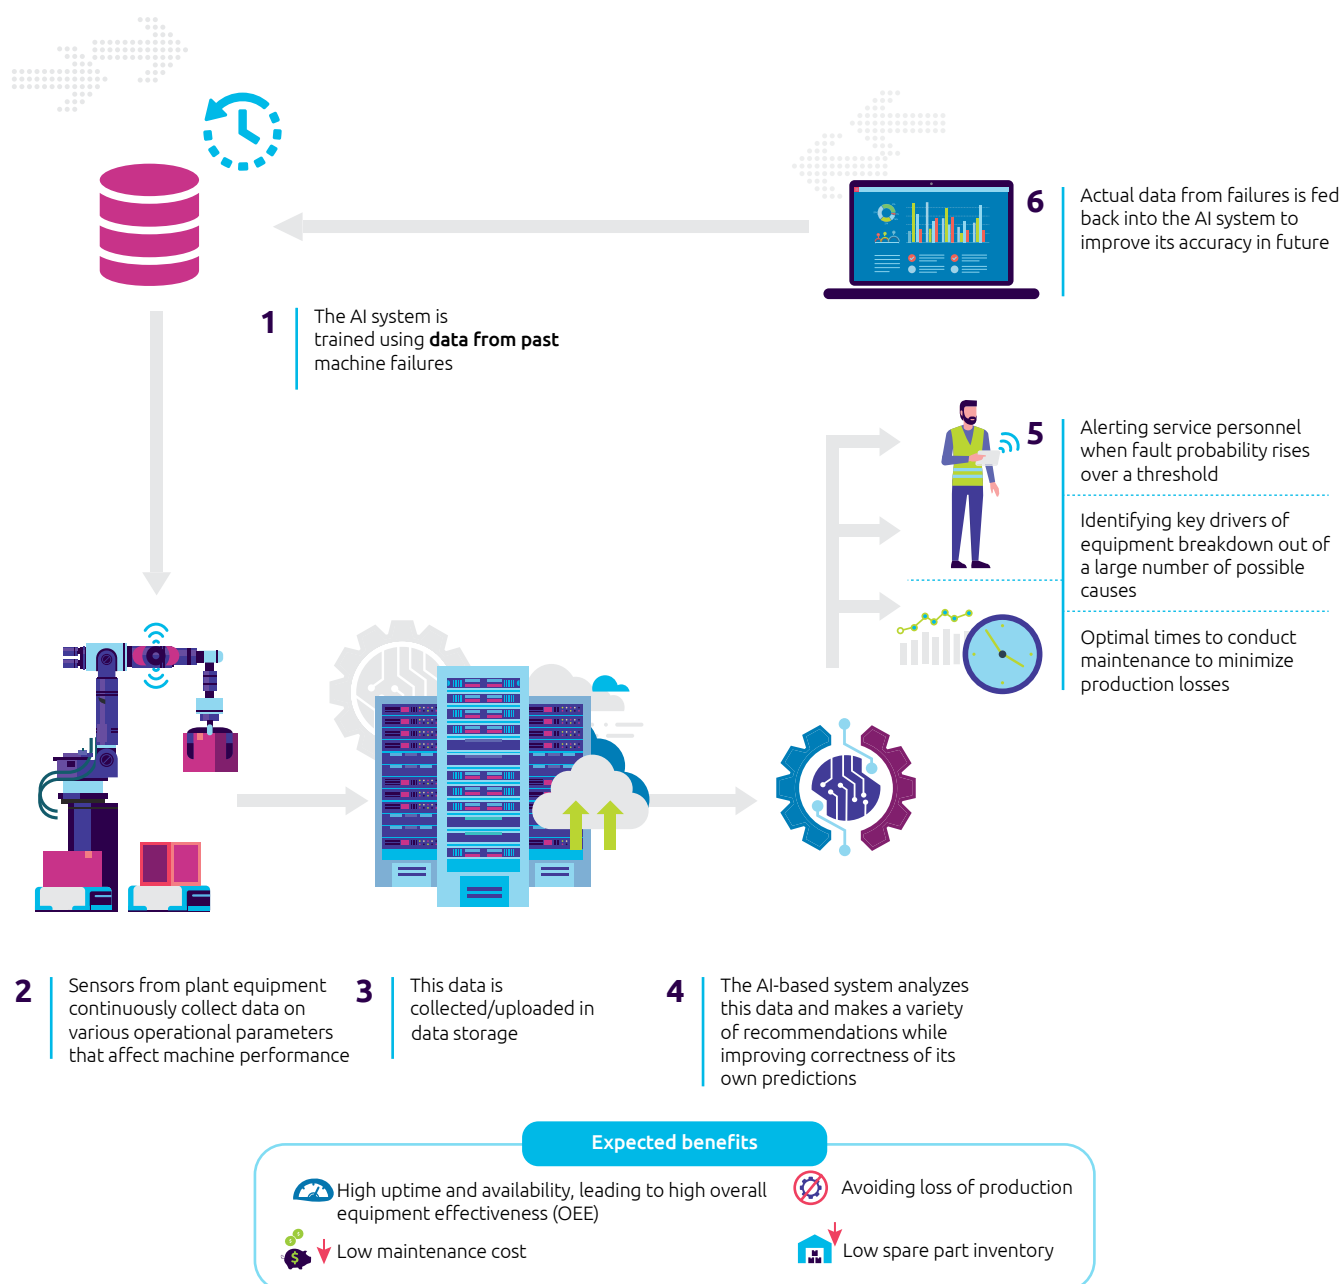 1
The AI system is
trained using data from past
machine failures
2
Sensors from plant equipment
continuously collect data on
various operational parameters
that affect machine performance
3
This data is
collected/uploaded in
data storage
4
The AI-based system analyzes
this data and makes a variety
of recommendations while
improving correctness of its
own predictions
5
Alerting service personnel
when fault probability rises
over a threshold
Identifying key drivers of
equipment breakdown out of
a large number of possible
causes
Optimal times to conduct
maintenance to minimize
production losses
6
Actual data from failures is fed
back into the AI system to
improve its accuracy in future
Expected benefits
High uptime and availability, leading to high overall
equipment effectiveness (OEE)
$
Low maintenance cost
Avoiding loss of production
Low spare part inventory